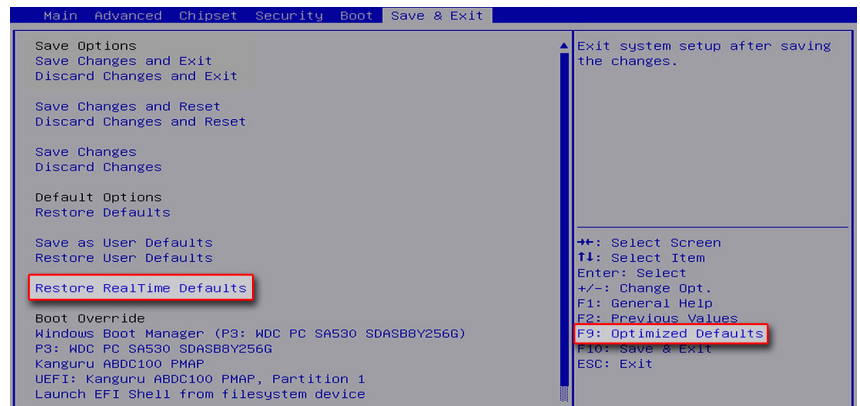 Main Advanced Chipset Security Boot Save & Exit
Save Options
Save Changes and Exit
Discard Changes and Exit
Save Changes and Reset
Discard Changes and Reset
Save Changes
Discard Changes
Default Options
Restore Defaults
Save as User Defaults
Restore User Defaults
Restore RealTime Defaults
Boot Override
Windows Boot Manager (P3: WDC PC SA530 SDASB8Y256G)
P3: WDC PC SA530 SDASB8Y256G
Kanguru ABDC100 PMAP
UEFI: Kanguru ABDC100 PMAP, Partition 1
Launch EFI Shell from filesystem device
Exit system setup after saving
the changes.
→←: Select Screen
↑↓: Select Item
Enter: Select
+/-: Change Opt.
F1: General Help
F2: Previous Values
F9: Optimized Defaults
F10: Save & Exit
ESC: Exit